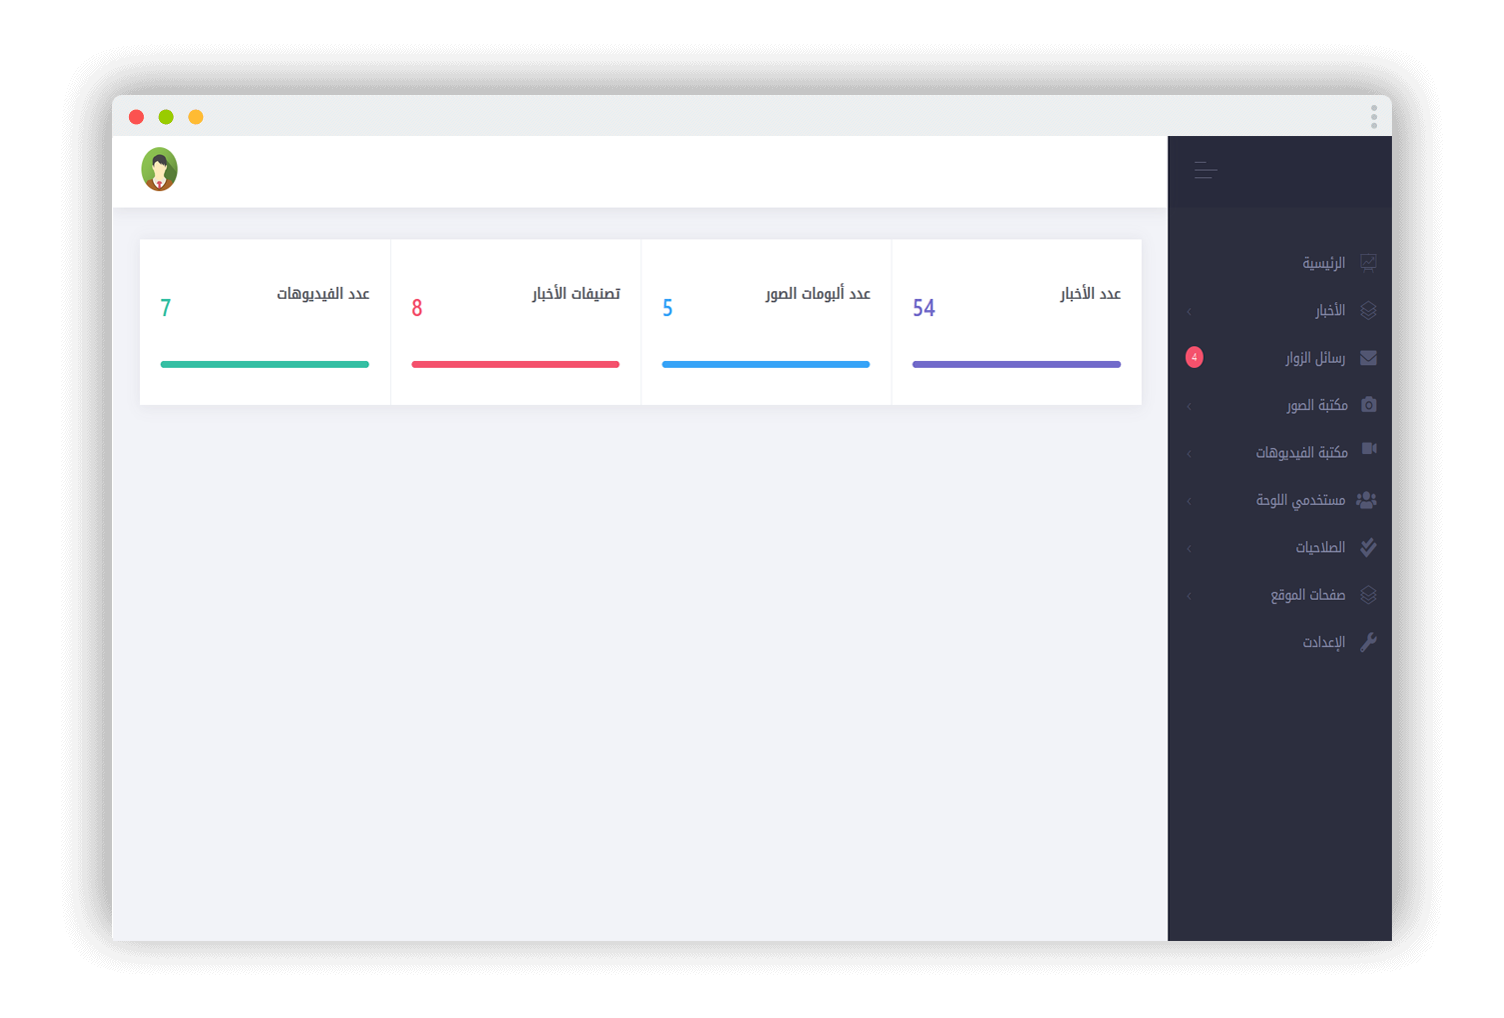 عدد الأخبار
54
عدد ألبومات الصور
5
تصنيفات الأخبار
8
عدد الفيديوهات
7
الرئيسية
الأخبار
رسائل الزوار
4
مكتبة الصور
مكتبة الفيديوهات
مستخدمي اللوحة
الصلاحيات
صفحات الموقع
الإعدادت